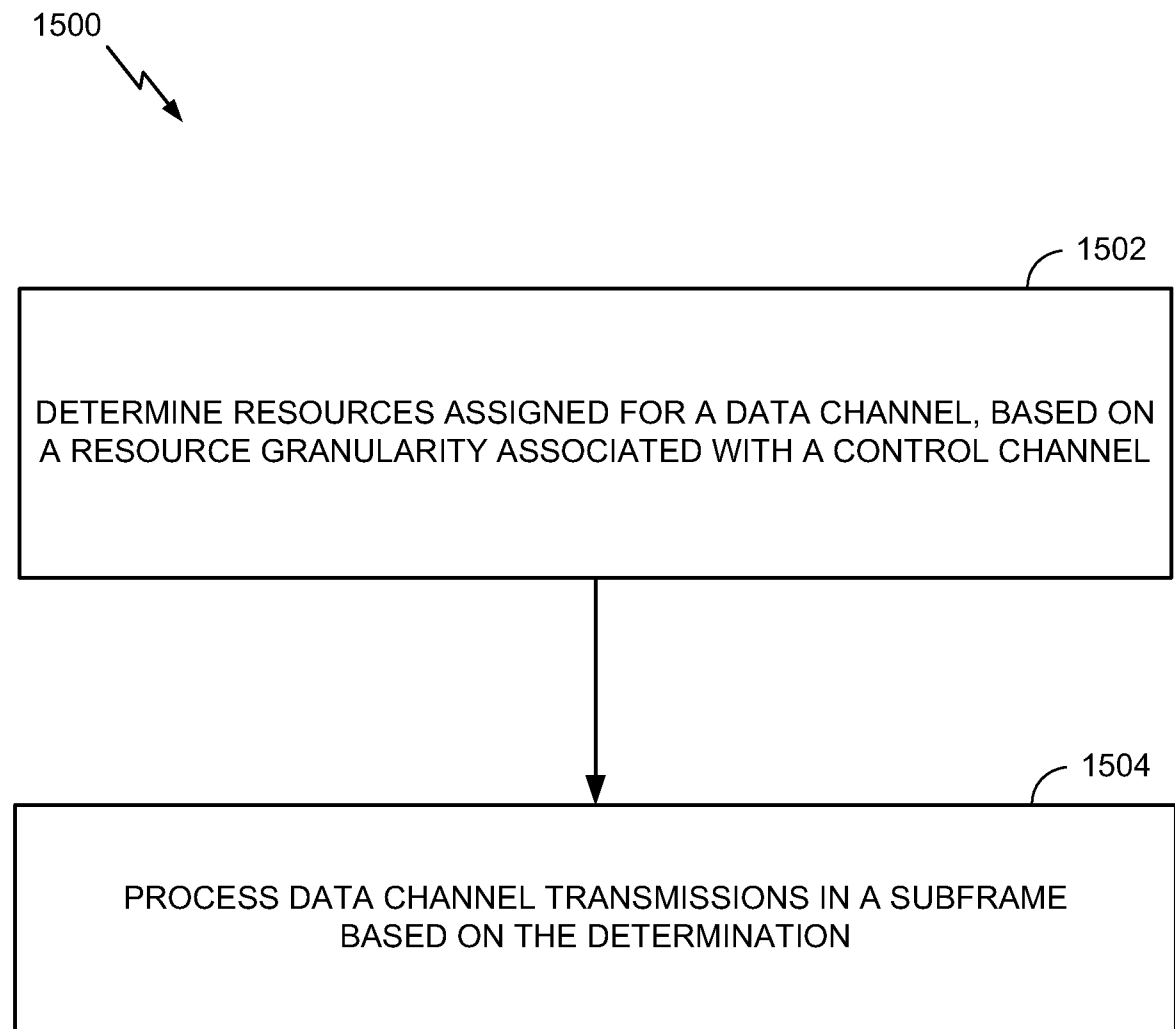 1500
1502
DETERMINE RESOURCES ASSIGNED FOR A DATA CHANNEL, BASED ON
A RESOURCE GRANULARITY ASSOCIATED WITH A CONTROL CHANNEL
1504
PROCESS DATA CHANNEL TRANSMISSIONS IN A SUBFRAME
BASED ON THE DETERMINATION